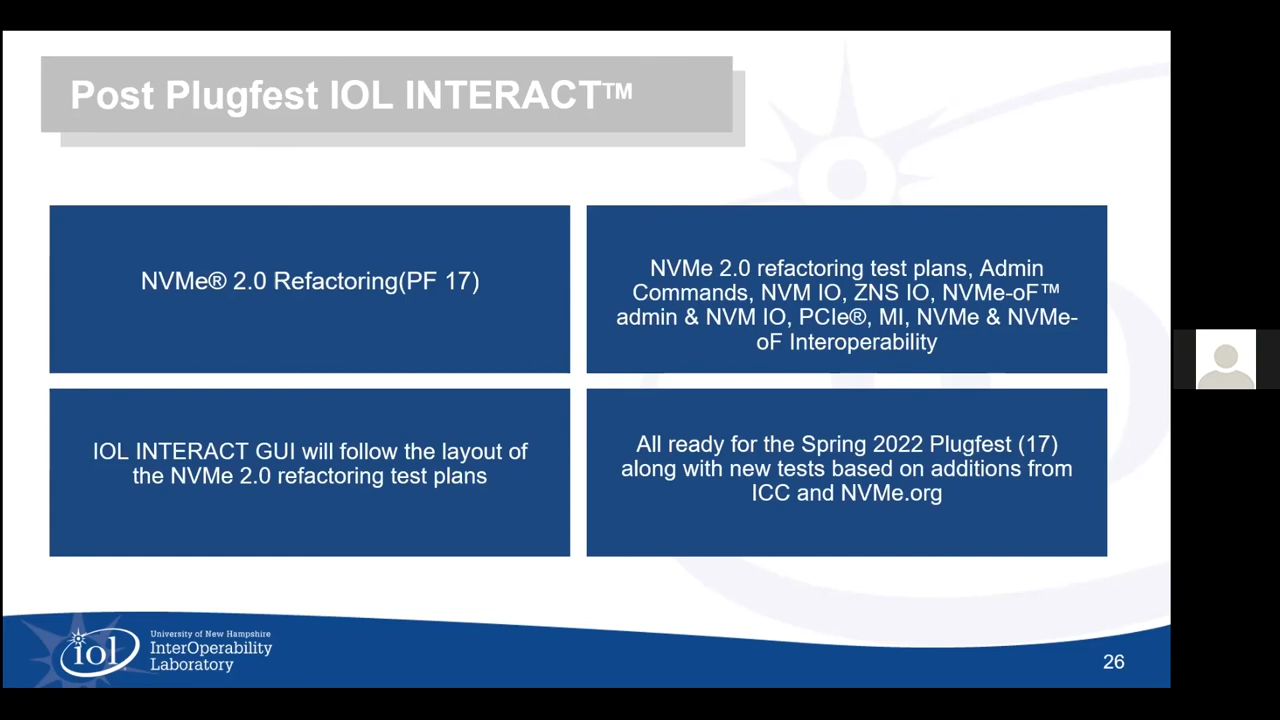 Post Plugfest IOL INTERACT™
NVMe® 2.0 Refactoring(PF 17)
NVMe 2.0 refactoring test plans, Admin
Commands, NVM IO, ZNS IO, NVMe-oF™
admin & NVM IO, PCIe®, MI, NVMe & NVMe-
oF Interoperability
IOL INTERACT GUI will follow the layout of
the NVMe 2.0 refactoring test plans
All ready for the Spring 2022 Plugfest (17)
along with new tests based on additions from
ICC and NVMe.org
iol
University of New Hampshire
InterOperability
Laboratory
26